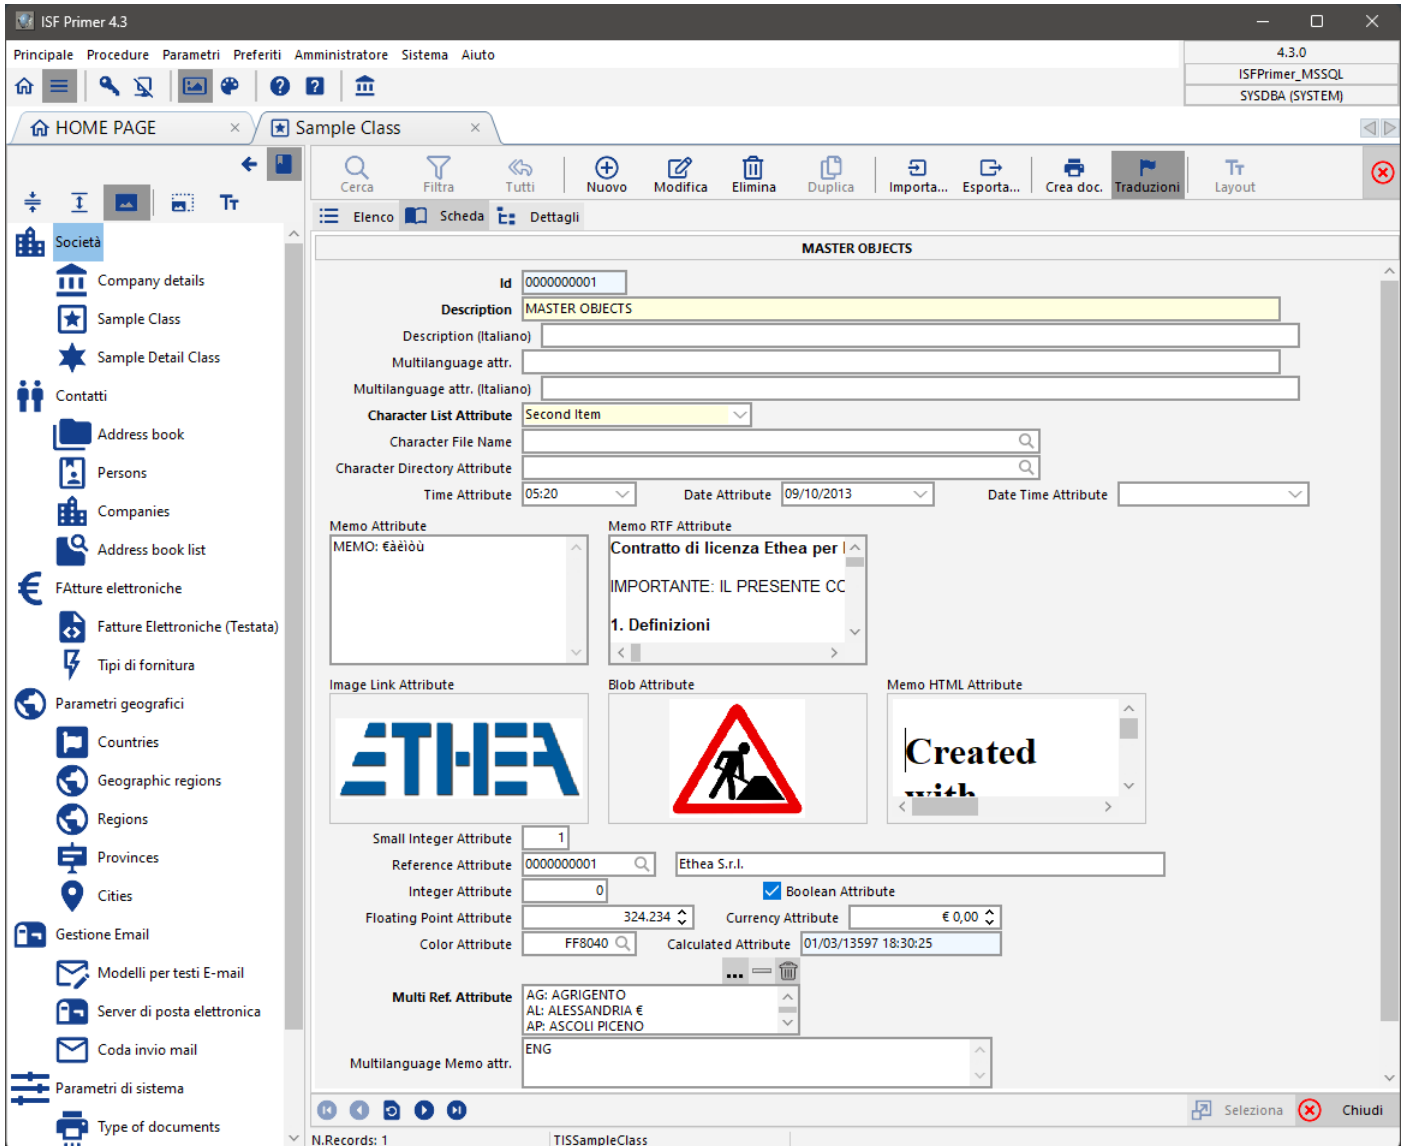 ISF Primer 4.3
Principale Procedure Parametri Preferiti Amministratore Sistema Aiuto
4.3.0
ISFPrimer_MSSQL
SYSDBA (SYSTEM)
HOME PAGE
Sample Class
Cerca Filtra Tutti Nuovo Modifica Elimina Duplica Importa... Esporta... Crea doc. Traduzioni Layout
Elenco Scheda Dettagli
Società
Company details
Sample Class
Sample Detail Class
Contatti
Address book
Persons
Companies
Address book list
FAtture elettroniche
Fatture Elettroniche (Testata)
Tipi di fornitura
Parametri geografici
Countries
Geographic regions
Regions
Provinces
Cities
Gestione Email
Modelli per testi E-mail
Server di posta elettronica
Coda invio mail
Parametri di sistema
Type of documents
MASTER OBJECTS
Id 0000000001
Description MASTER OBJECTS
Description (Italiano)
Multilanguage attr.
Multilanguage attr. (Italiano)
Character List Attribute Second Item
Character File Name
Character Directory Attribute
Time Attribute 05:20 Date Attribute 09/10/2013 Date Time Attribute
Memo Attribute
MEMO: €àèìòù
Memo RTF Attribute
Contratto di licenza Ethea per
IMPORTANTE: IL PRESENTE CO
1. Definizioni
Image Link Attribute
ETHEA
Blob Attribute
Memo HTML Attribute
Created
with
Small Integer Attribute 1
Reference Attribute 0000000001 Ethea S.r.l.
Integer Attribute 0 Boolean Attribute
Floating Point Attribute 324.234 Currency Attribute € 0,00
Color Attribute FF8040 Calculated Attribute 01/03/13597 18:30:25
...
Multi Ref. Attribute AG: AGRIGENTO
AL: ALESSANDRIA €
AP: ASCOLI PICENO
Multilanguage Memo attr. ENG
Seleziona Chiudi
N.Records: 1 TISSampleClass